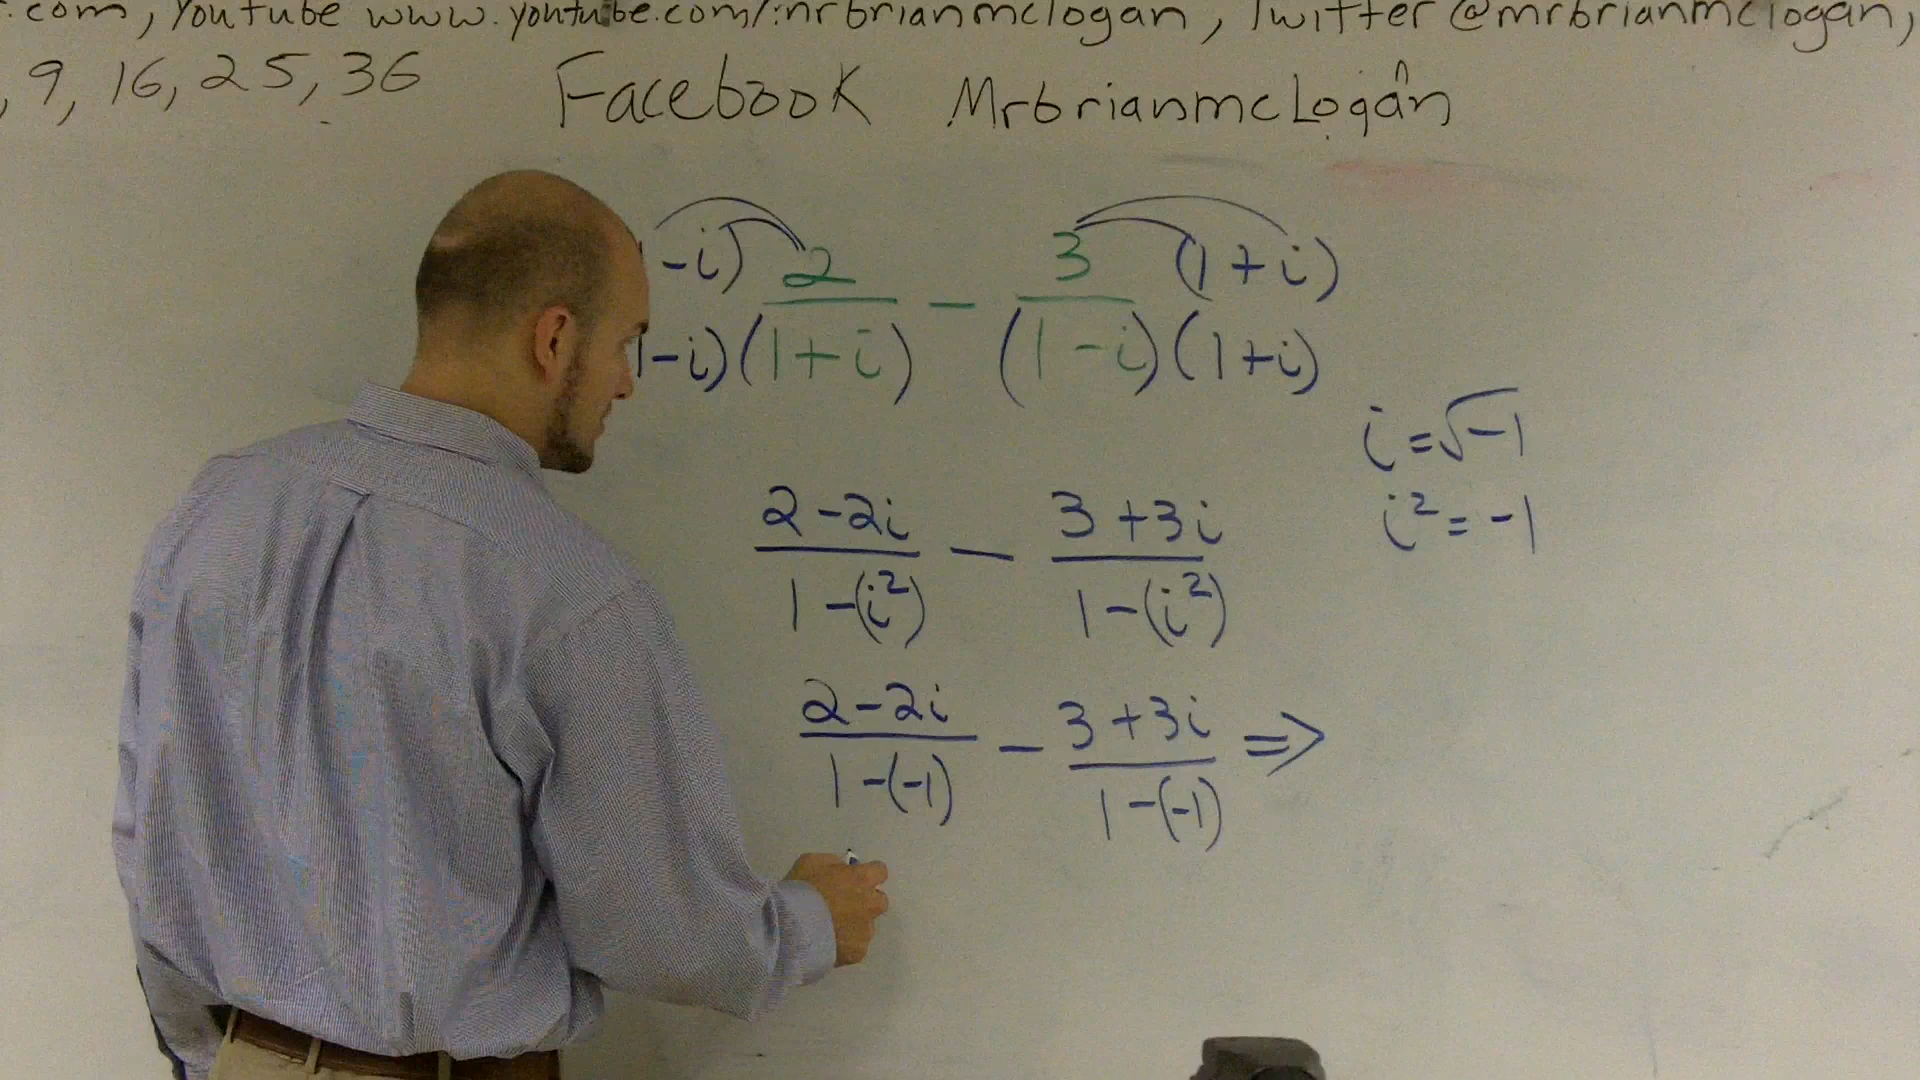 .com, YouTube www.youtube.com/mrbrianmclogan, Twitter @mrbrianmclogan,
, 9, 16, 25, 36 Facebook MrbrianmcLogan
-i) 2 - 3 (1+i)
1-i)(1+i) (1-i)(1+i)
i=√-1
2-2i - 3+3i i²=-1
1-(i²) 1-(i²)
2-2i - 3+3i ⇒
1-(-1) 1-(-1)